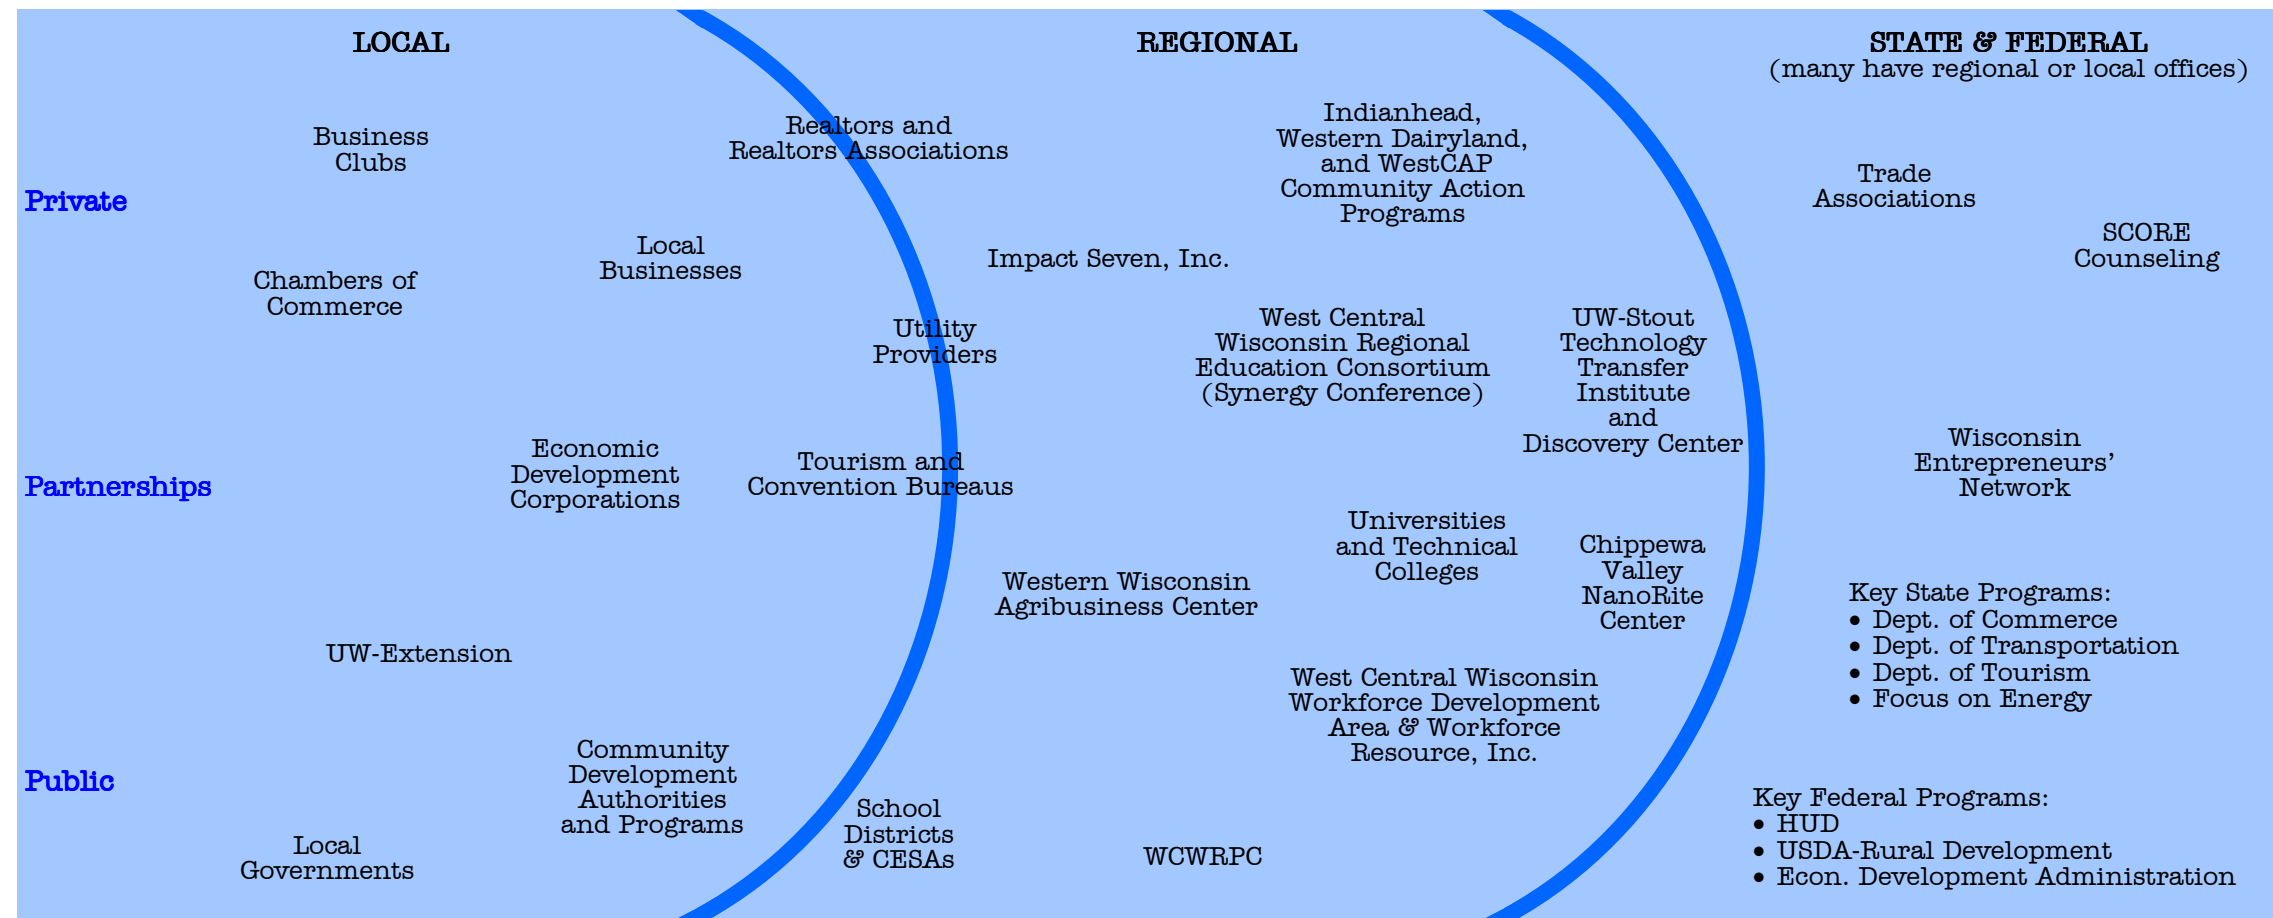 LOCAL
REGIONAL
STATE & FEDERAL
(many have regional or local offices)
Private
Business
Clubs
Chambers of
Commerce
Local
Businesses
Realtors and
Realtors Associations
Utility
Providers
Indianhead,
Western Dairyland,
and WestCAP
Community Action
Programs
Impact Seven, Inc.
Trade
Associations
SCORE
Counseling
West Central
Wisconsin Regional
Education Consortium
(Synergy Conference)
UW-Stout
Technology
Transfer
Institute
and
Discovery Center
Partnerships
Economic
Development
Corporations
Tourism and
Convention Bureaus
Wisconsin
Entrepreneurs’
Network
Universities
and Technical
Colleges
Chippewa
Valley
NanoRite
Center
Western Wisconsin
Agribusiness Center
UW-Extension
Key State Programs:
• Dept. of Commerce
• Dept. of Transportation
• Dept. of Tourism
• Focus on Energy
West Central Wisconsin
Workforce Development
Area & Workforce
Resource, Inc.
Public
Community
Development
Authorities
and Programs
Local
Governments
School
Districts
& CESAs
WCWRPC
Key Federal Programs:
• HUD
• USDA-Rural Development
• Econ. Development Administration